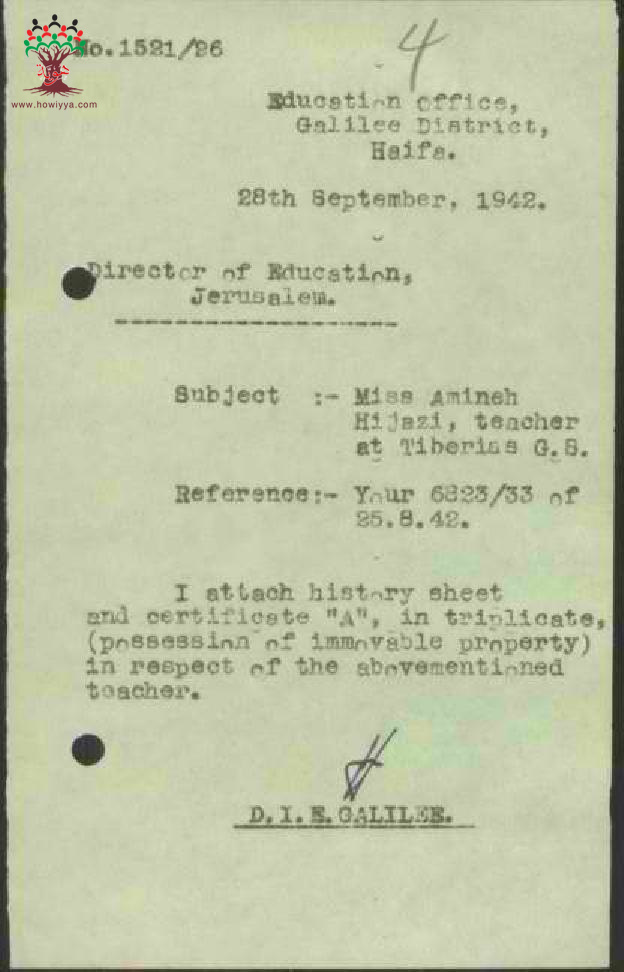 No.1521/26
4
www.howiyya.com
Education office,
Galilee District,
Haifa.
28th September, 1942.
Director of Education,
Jerusalem.
Subject :- Miss Amineh
Hijazi, teacher
at Tiberias G.S.
Reference:- Your 6823/33 of
25.8.42.
I attach history sheet
and certificate "A", in triplicate,
(possession of immovable property)
in respect of the abovementioned
teacher.
D.I.E.GALILEE.